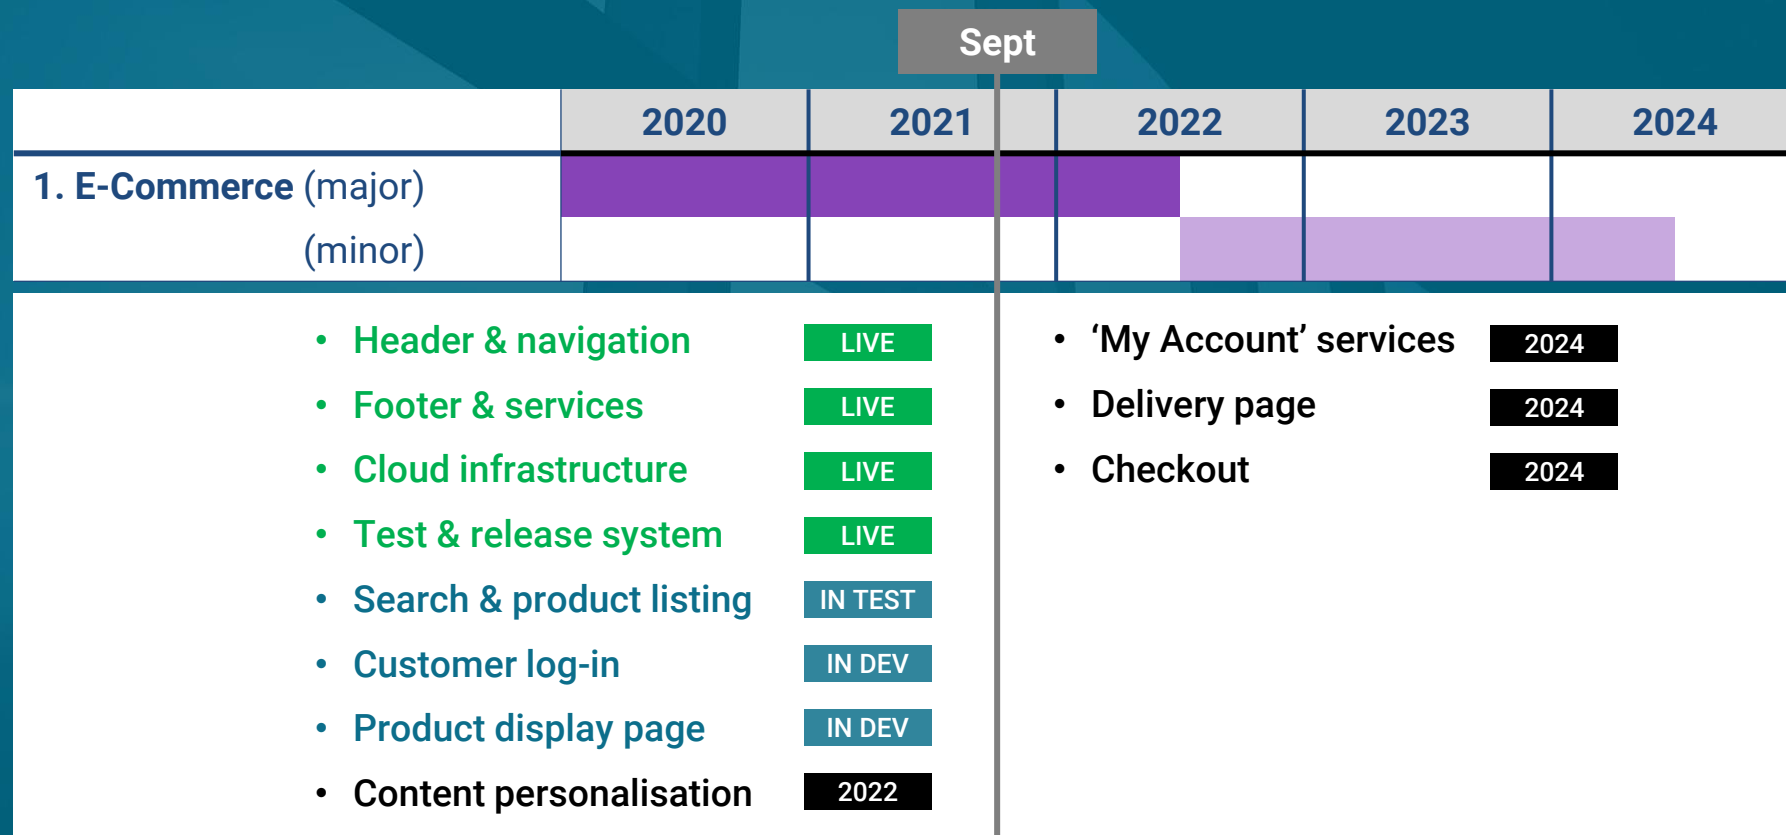 Sept
2020 2021 2022 2023 2024
1. E-Commerce (major)
(minor)
• Header & navigation LIVE
• Footer & services LIVE
• Cloud infrastructure LIVE
• Test & release system LIVE
• Search & product listing IN TEST
• Customer log-in IN DEV
• Product display page IN DEV
• Content personalisation 2022
• ‘My Account’ services 2024
• Delivery page 2024
• Checkout 2024